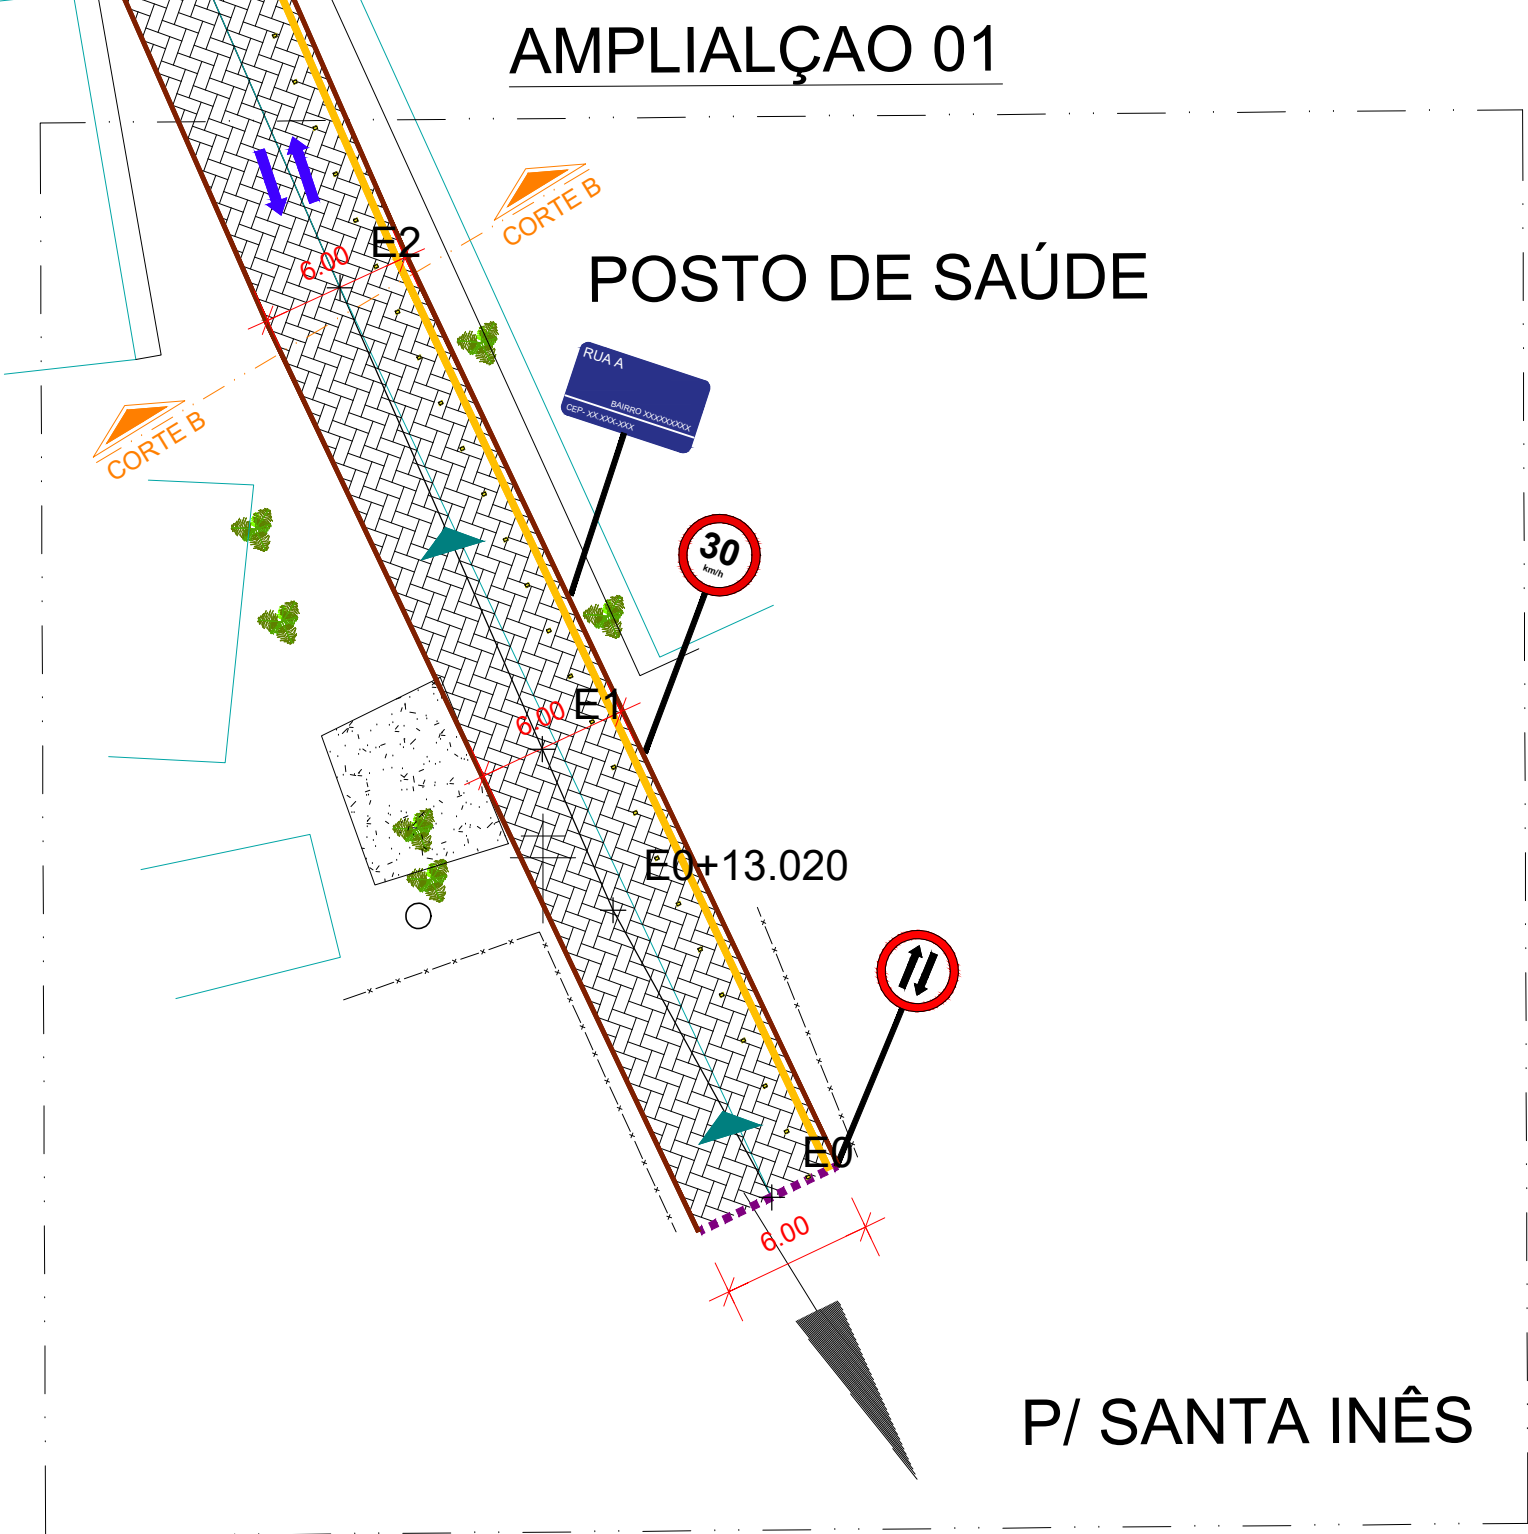 AMPLIALÇAO 01
CORTE B
E2
6.00
POSTO DE SAÚDE
RUA A
BAIRRO XXXXXXXXXX
CEP- XX.XXX-XXX
CORTE B
30
km/h
E1
6.00
E0+13.020
E0
6.00
P/ SANTA INÊS